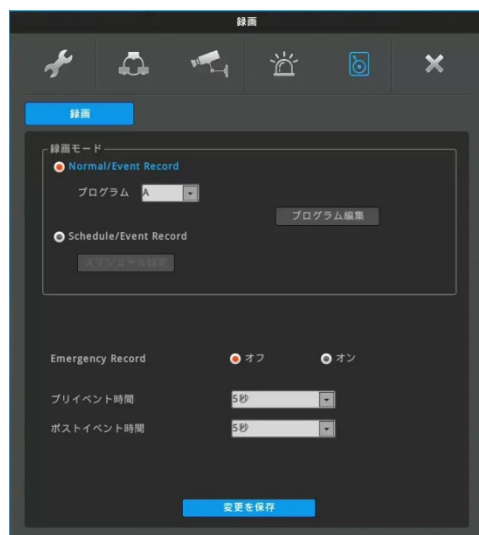 録画
録画
録画モード
Normal/Event Record
プログラム A
プログラム編集
Schedule/Event Record
スケジュール設定
Emergency Record オフ オン
プリイベント時間 5秒
ポストイベント時間 5秒
変更を保存